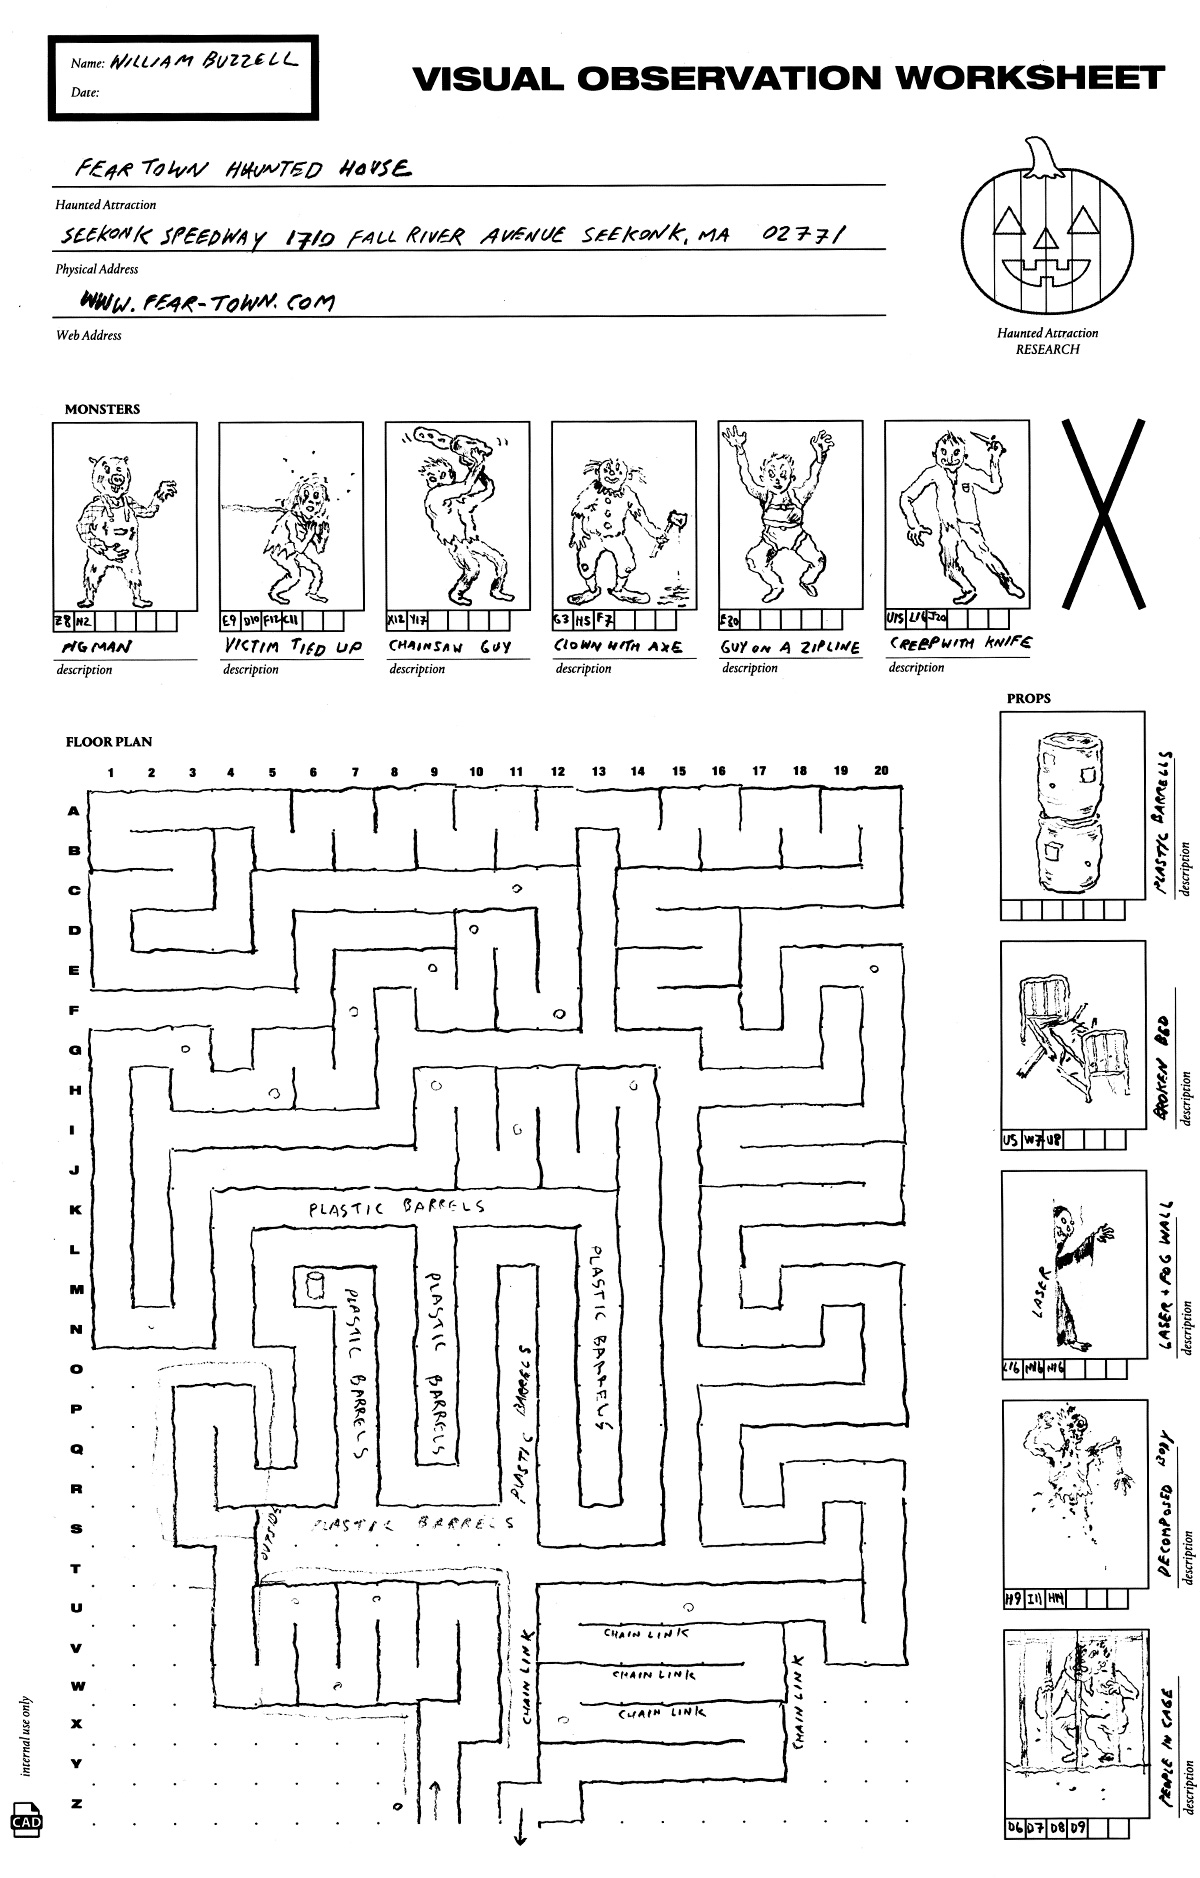 Name: WILLIAM BUZZELL
Date:
VISUAL OBSERVATION WORKSHEET
FEAR TOWN HAUNTED HOUSE
Haunted Attraction
SEEKONK SPEEDWAY 1710 FALL RIVER AVENUE SEEKONK, MA 02771
Physical Address
WWW.FEAR-TOWN.COM
Web Address
Haunted Attraction
RESEARCH
MONSTERS
Z8 N2
PIGMAN
description
E9 D10 F12 C11
VICTIM TIED UP
description
X12 Y17
CHAINSAW GUY
description
G3 H5 F7
CLOWN WITH AXE
description
E20
GUY ON A ZIPLINE
description
U15 L16 J20
CREEP WITH KNIFE
description
PROPS
PLASTIC BARRELLS
description
U5 W7 U8
BROKEN BED
description
LASER
L16 M16 N16
LASER + FOG WALL
description
H9 I11 H14
DECOMPOSED BODY
description
D6 D7 D8 D9
PEOPLE IN CAGE
description
FLOOR PLAN
1 2 3 4 5 6 7 8 9 10 11 12 13 14 15 16 17 18 19 20
A
B
C
D
E
F
G
H
I
J
K
L
M
N
O
P
Q
R
S
T
U
V
W
X
Y
Z
PLASTIC BARRELS
PLASTIC BARRELS
PLASTIC BARRELS
PLASTIC BARRELS
PLASTIC BARRELS
PLASTIC BARRELS
OUTSIDE
CHAIN LINK
CHAIN LINK
CHAIN LINK
CHAIN LINK
CHAIN LINK
internal use only
CAD